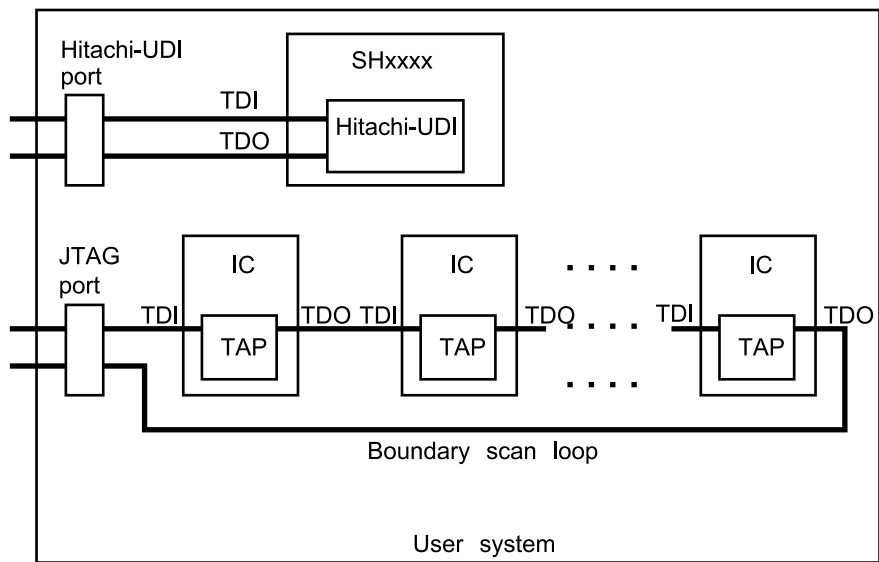 Hitachi-UDI
port
SHxxxx
TDI
Hitachi-UDI
TDO
JTAG
port
IC
IC
. . . .
IC
TDI
TDO
TDI
TDO
. . . .
TDI
TDO
TAP
TAP
TAP
. . . .
Boundary scan loop
User system